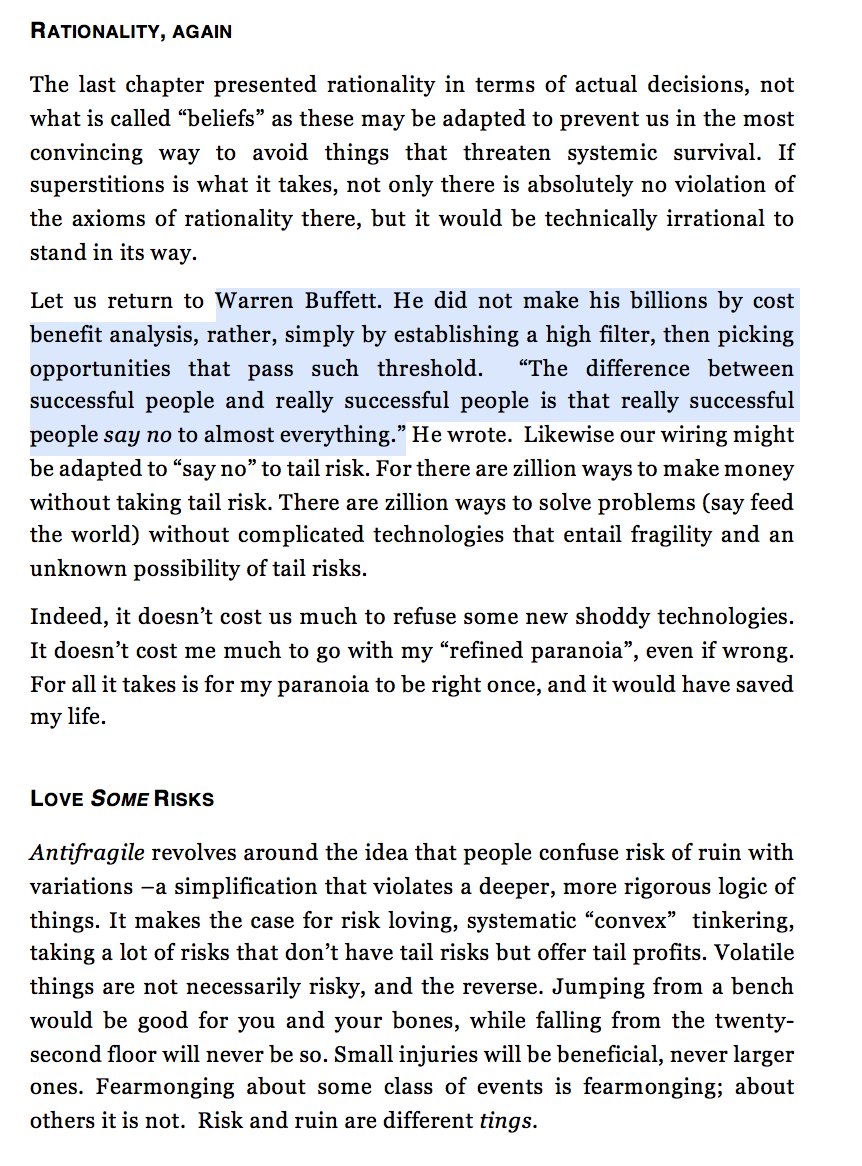 RATIONALITY, AGAIN
The last chapter presented rationality in terms of actual decisions, not
what is called “beliefs” as these may be adapted to prevent us in the most
convincing way to avoid things that threaten systemic survival. If
superstitions is what it takes, not only there is absolutely no violation of
the axioms of rationality there, but it would be technically irrational to
stand in its way.
Let us return to Warren Buffett. He did not make his billions by cost
benefit analysis, rather, simply by establishing a high filter, then picking
opportunities that pass such threshold. “The difference between
successful people and really successful people is that really successful
people say no to almost everything.” He wrote. Likewise our wiring might
be adapted to “say no” to tail risk. For there are zillion ways to make money
without taking tail risk. There are zillion ways to solve problems (say feed
the world) without complicated technologies that entail fragility and an
unknown possibility of tail risks.
Indeed, it doesn’t cost us much to refuse some new shoddy technologies.
It doesn’t cost me much to go with my “refined paranoia”, even if wrong.
For all it takes is for my paranoia to be right once, and it would have saved
my life.
LOVE SOME RISKS
Antifragile revolves around the idea that people confuse risk of ruin with
variations –a simplification that violates a deeper, more rigorous logic of
things. It makes the case for risk loving, systematic “convex” tinkering,
taking a lot of risks that don’t have tail risks but offer tail profits. Volatile
things are not necessarily risky, and the reverse. Jumping from a bench
would be good for you and your bones, while falling from the twenty-
second floor will never be so. Small injuries will be beneficial, never larger
ones. Fearmonging about some class of events is fearmonging; about
others it is not. Risk and ruin are different tings.